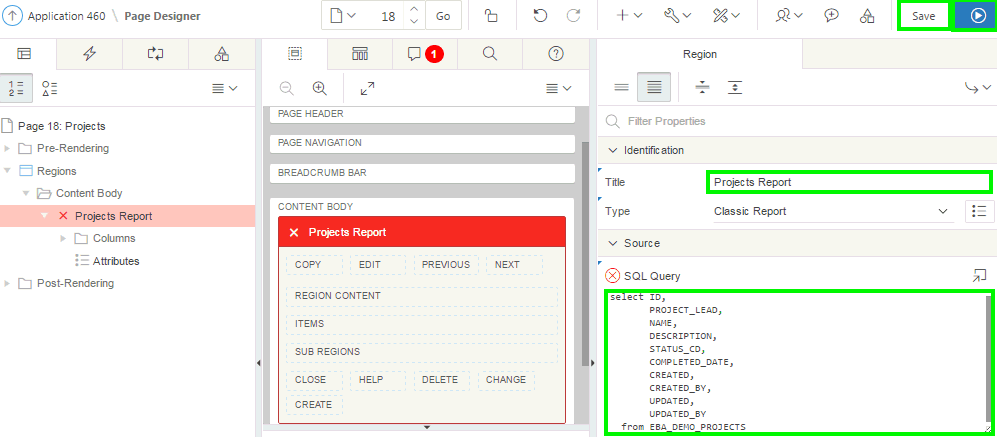 Application 460 \ Page Designer
18
Go
Save
1
Region
Page 18: Projects
Pre-Rendering
Regions
Content Body
Projects Report
Columns
Attributes
Post-Rendering
PAGE HEADER
PAGE NAVIGATION
BREADCRUMB BAR
CONTENT BODY
Projects Report
COPY EDIT PREVIOUS NEXT
REGION CONTENT
ITEMS
SUB REGIONS
CLOSE HELP DELETE CHANGE
CREATE
Filter Properties
Identification
Title Projects Report
Type Classic Report
Source
SQL Query
select ID,
PROJECT_LEAD,
NAME,
DESCRIPTION,
STATUS_CD,
COMPLETED_DATE,
CREATED,
CREATED_BY,
UPDATED,
UPDATED_BY
from EBA_DEMO_PROJECTS